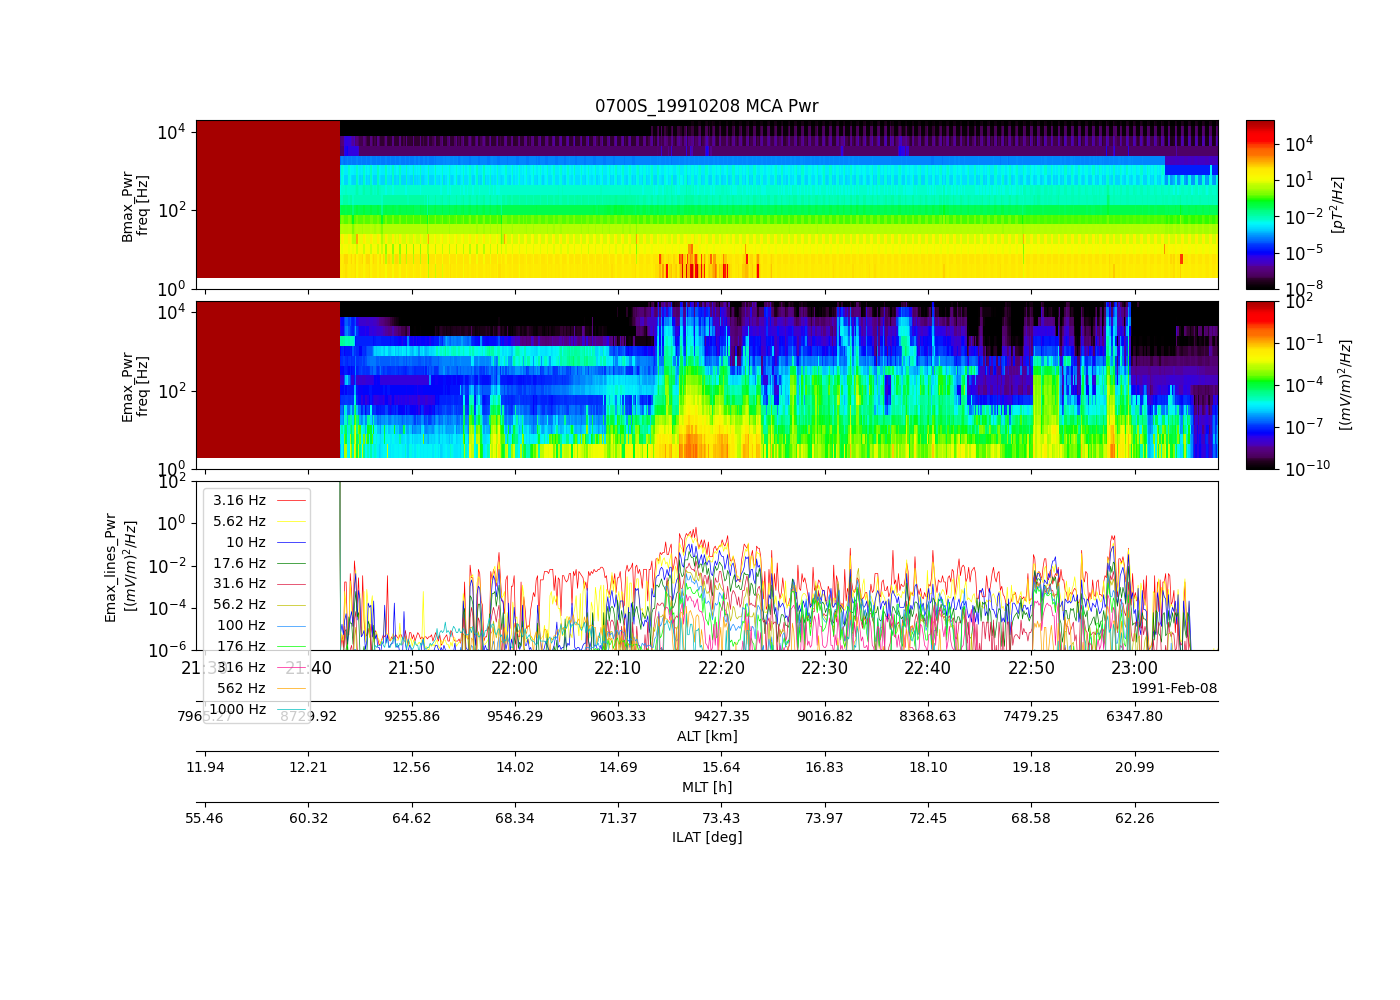 0700S_19910208 MCA Pwr
10^4
10^2
10^0
Bmax_Pwr
freq [Hz]
10^4
10^1
10^-2
10^-5
10^-8
[pT^2/Hz]
10^4
10^2
10^0
Emax_Pwr
freq [Hz]
10^2
10^-1
10^-4
10^-7
10^-10
[(mV/m)^2/Hz]
10^2
10^0
10^-2
10^-4
10^-6
Emax_lines_Pwr
[(mV/m)^2/Hz]
3.16 Hz
5.62 Hz
10 Hz
17.6 Hz
31.6 Hz
56.2 Hz
100 Hz
176 Hz
316 Hz
562 Hz
1000 Hz
21:40 21:50 22:00 22:10 22:20 22:30 22:40 22:50 23:00
1991-Feb-08
7965.27 8729.92 9255.86 9546.29 9603.33 9427.35 9016.82 8368.63 7479.25 6347.80
ALT [km]
11.94 12.21 12.56 14.02 14.69 15.64 16.83 18.10 19.18 20.99
MLT [h]
55.46 60.32 64.62 68.34 71.37 73.43 73.97 72.45 68.58 62.26
ILAT [deg]